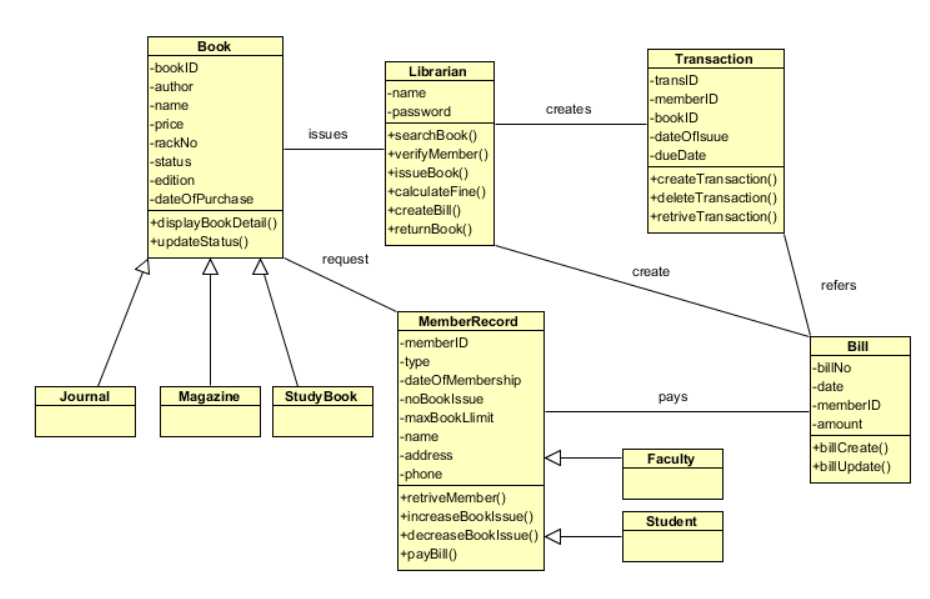 Book
-bookID
-author
-name
-price
-rackNo
-status
-edition
-dateOfPurchase
+displayBookDetail()
+updateStatus()
issues
Librarian
-name
-password
+searchBook()
+verifyMember()
+issueBook()
+calculateFine()
+createBill()
+returnBook()
creates
Transaction
-transID
-memberID
-bookID
-dateOfIsuue
-dueDate
+createTransaction()
+deleteTransaction()
+retriveTransaction()
request
create
refers
Journal
Magazine
StudyBook
MemberRecord
-memberID
-type
-dateOfMembership
-noBookIssue
-maxBookLlimit
-name
-address
-phone
+retriveMember()
+increaseBookIssue()
+decreaseBookIssue()
+payBill()
pays
Bill
-billNo
-date
-memberID
-amount
+billCreate()
+billUpdate()
Faculty
Student